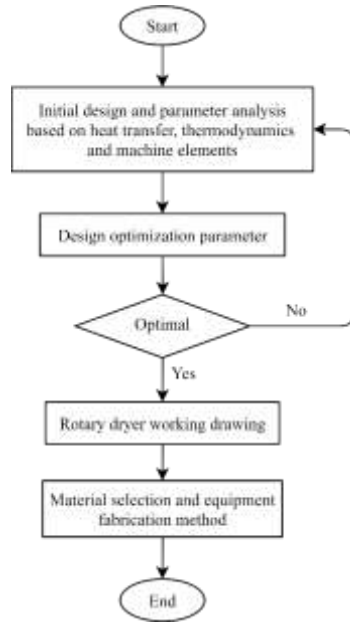 Start
Initial design and parameter analysis
based on heat transfer, thermodynamics
and machine elements
Design optimization parameter
Optimal
No
Yes
Rotary dryer working drawing
Material selection and equipment
fabrication method
End